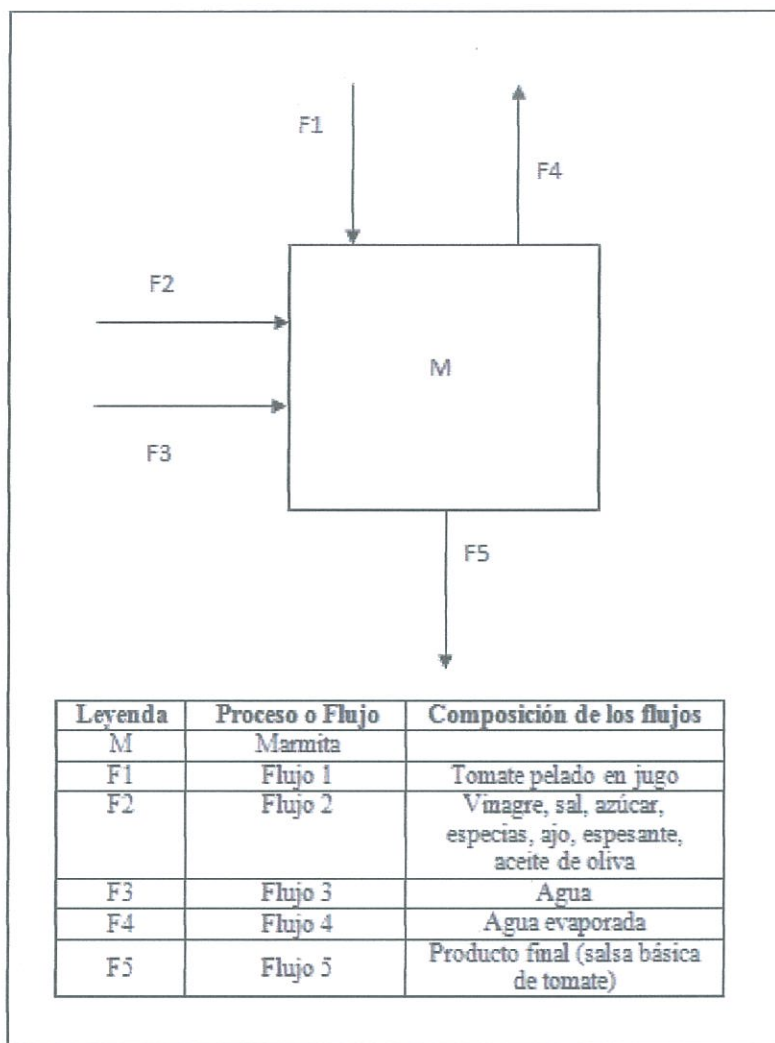 F1
F4
F2
M
F3
F5
Leyenda Proceso o Flujo Composición de los flujos
M Marmita
F1 Flujo 1 Tomate pelado en jugo
F2 Flujo 2 Vinagre, sal, azúcar,
especias, ajo, espesante,
aceite de oliva
F3 Flujo 3 Agua
F4 Flujo 4 Agua evaporada
F5 Flujo 5 Producto final (salsa básica
de tomate)